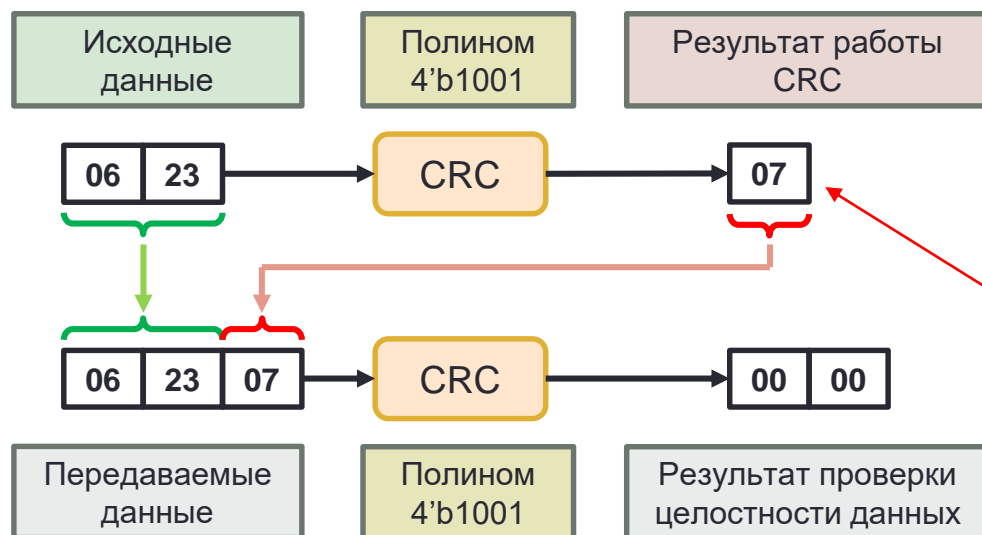 Исходные
данные
Полином
4'b1001
Результат работы
CRC
06 23
CRC
07
06 23 07
CRC
00 00
Передаваемые
данные
Полином
4'b1001
Результат проверки
целостности данных